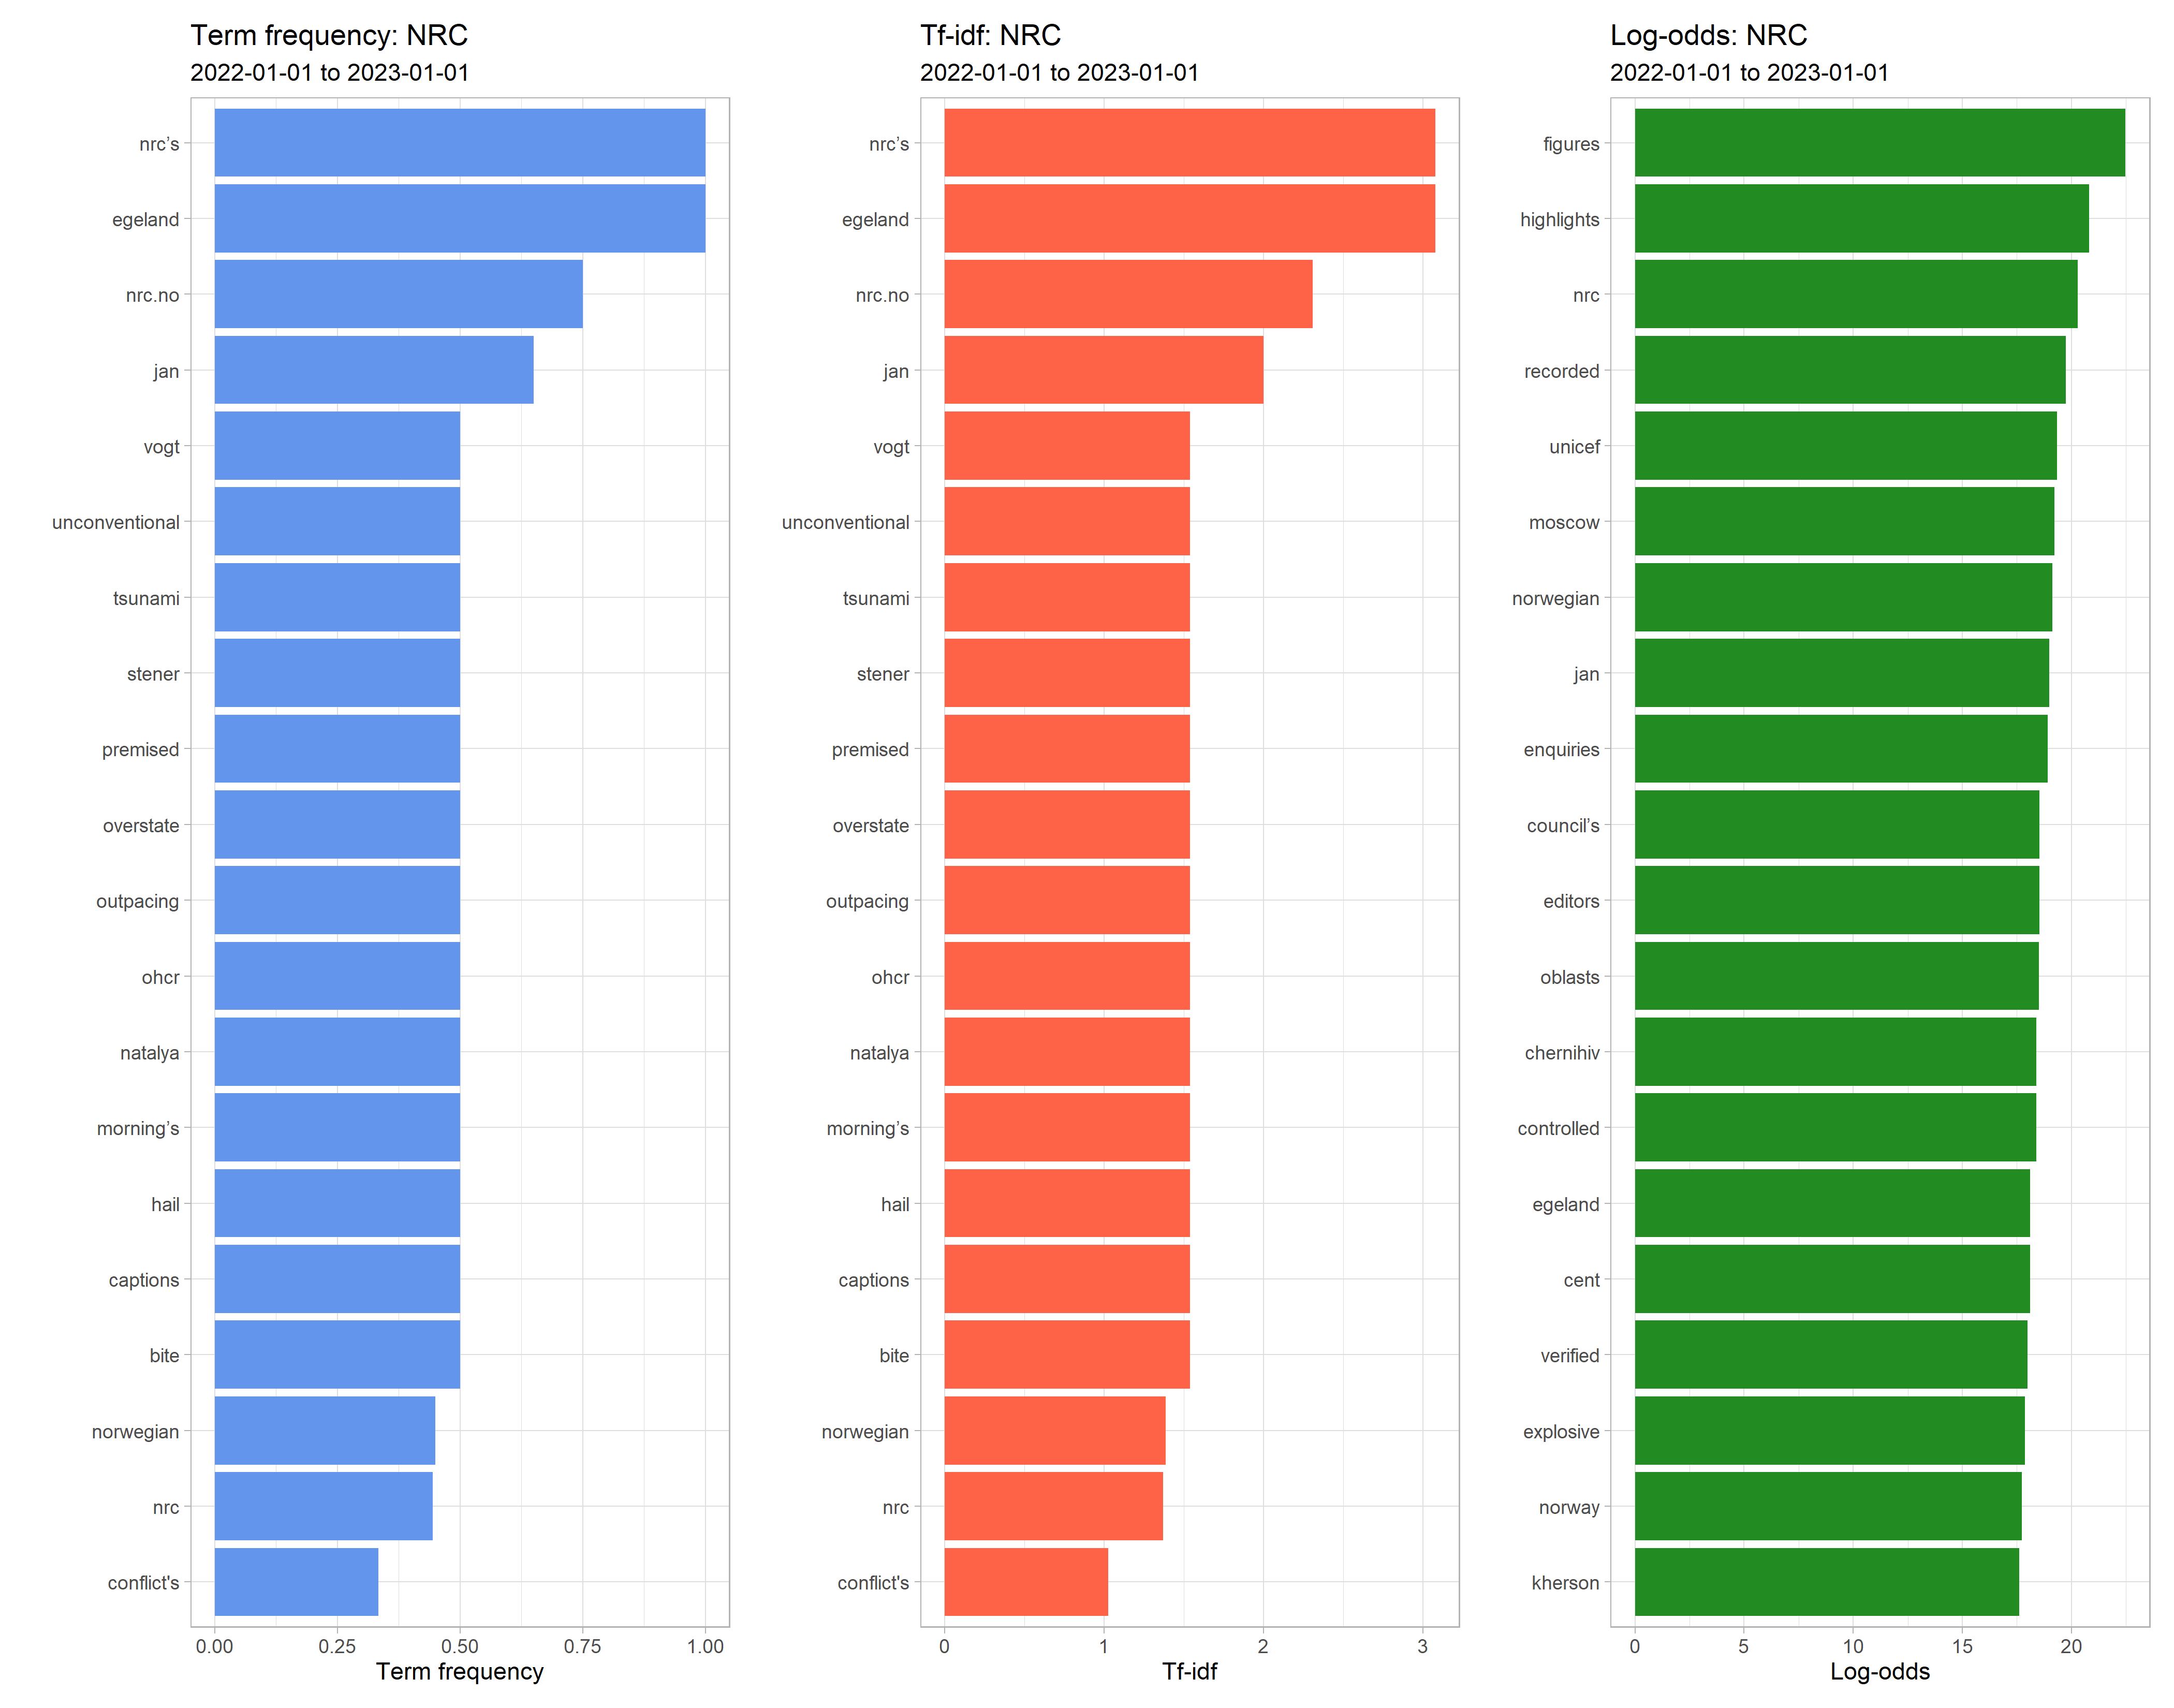 Term frequency: NRC
2022-01-01 to 2023-01-01
nrc’s
egeland
nrc.no
jan
vogt
unconventional
tsunami
stener
premised
overstate
outpacing
ohcr
natalya
morning’s
hail
captions
bite
norwegian
nrc
conflict's
0.00 0.25 0.50 0.75 1.00
Term frequency
Tf-idf: NRC
2022-01-01 to 2023-01-01
nrc’s
egeland
nrc.no
jan
vogt
unconventional
tsunami
stener
premised
overstate
outpacing
ohcr
natalya
morning’s
hail
captions
bite
norwegian
nrc
conflict's
0 1 2 3
Tf-idf
Log-odds: NRC
2022-01-01 to 2023-01-01
figures
highlights
nrc
recorded
unicef
moscow
norwegian
jan
enquiries
council’s
editors
oblasts
chernihiv
controlled
egeland
cent
verified
explosive
norway
kherson
0 5 10 15 20
Log-odds